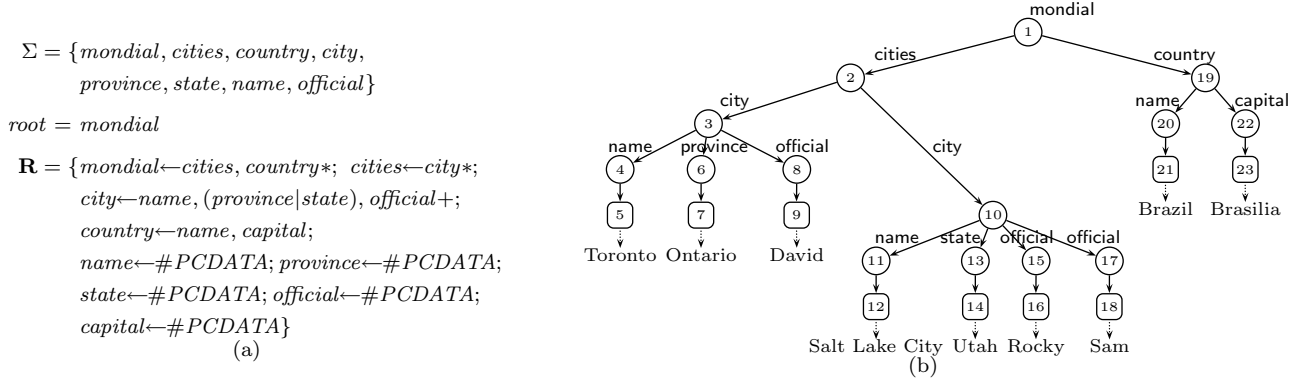 Σ = {mondial, cities, country, city,
province, state, name, official}
root = mondial
R = {mondial←cities, country*; cities←city*;
city←name, (province|state), official+;
country←name, capital;
name←#PCDATA; province←#PCDATA;
state←#PCDATA; official←#PCDATA;
capital←#PCDATA}
(a)
mondial
1
cities country
2 19
city name capital
3 20 22
name province official city
4 6 8 21 23
5 7 9 10 Brazil Brasilia
Toronto Ontario David
name state official official
11 13 15 17
12 14 16 18
Salt Lake City Utah Rocky Sam
(b)